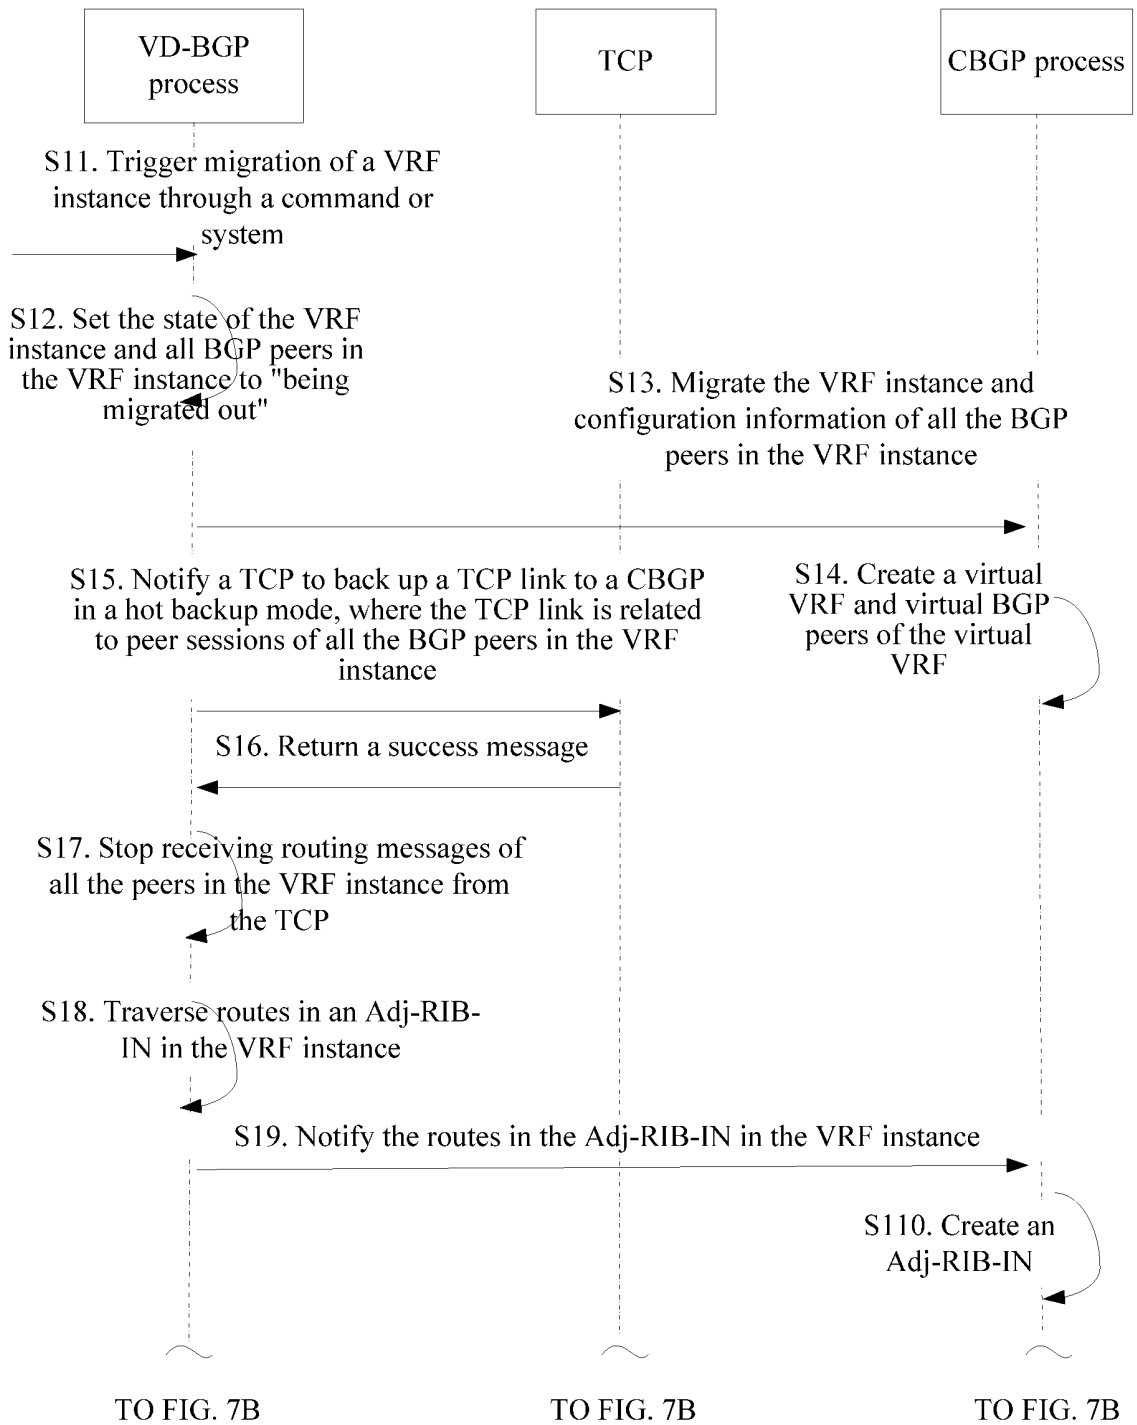 VD-BGP
process
TCP
CBGP process
S11. Trigger migration of a VRF
instance through a command or
system
S12. Set the state of the VRF
instance and all BGP peers in
the VRF instance to "being
migrated out"
S13. Migrate the VRF instance and
configuration information of all the BGP
peers in the VRF instance
S14. Create a virtual
VRF and virtual BGP
peers of the virtual
VRF
S15. Notify a TCP to back up a TCP link to a CBGP
in a hot backup mode, where the TCP link is related
to peer sessions of all the BGP peers in the VRF
instance
S16. Return a success message
S17. Stop receiving routing messages of
all the peers in the VRF instance from
the TCP
S18. Traverse routes in an Adj-RIB-
IN in the VRF instance
S19. Notify the routes in the Adj-RIB-IN in the VRF instance
S110. Create an
Adj-RIB-IN
TO FIG. 7B
TO FIG. 7B
TO FIG. 7B